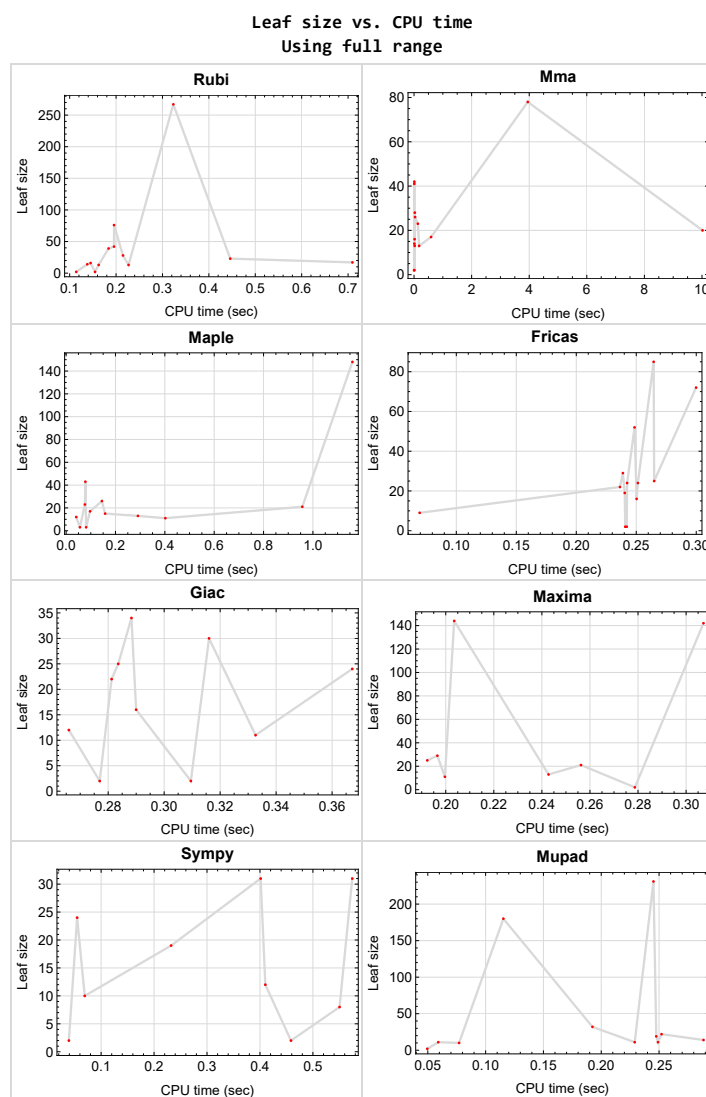 Leaf size vs. CPU time
Using full range
Rubi
Leaf size
250
200
150
100
50
0
0.1 0.2 0.3 0.4 0.5 0.6 0.7
CPU time (sec)
Mma
Leaf size
80
60
40
20
0
0 2 4 6 8 10
CPU time (sec)
Maple
Leaf size
140
120
100
80
60
40
20
0
0.0 0.2 0.4 0.6 0.8 1.0
CPU time (sec)
Fricas
Leaf size
80
60
40
20
0
0.10 0.15 0.20 0.25 0.30
CPU time (sec)
Giac
Leaf size
35
30
25
20
15
10
5
0
0.28 0.30 0.32 0.34 0.36
CPU time (sec)
Maxima
Leaf size
140
120
100
80
60
40
20
0
0.20 0.22 0.24 0.26 0.28 0.30
CPU time (sec)
Sympy
Leaf size
30
25
20
15
10
5
0
0.1 0.2 0.3 0.4 0.5
CPU time (sec)
Mupad
Leaf size
200
150
100
50
0
0.05 0.10 0.15 0.20 0.25
CPU time (sec)